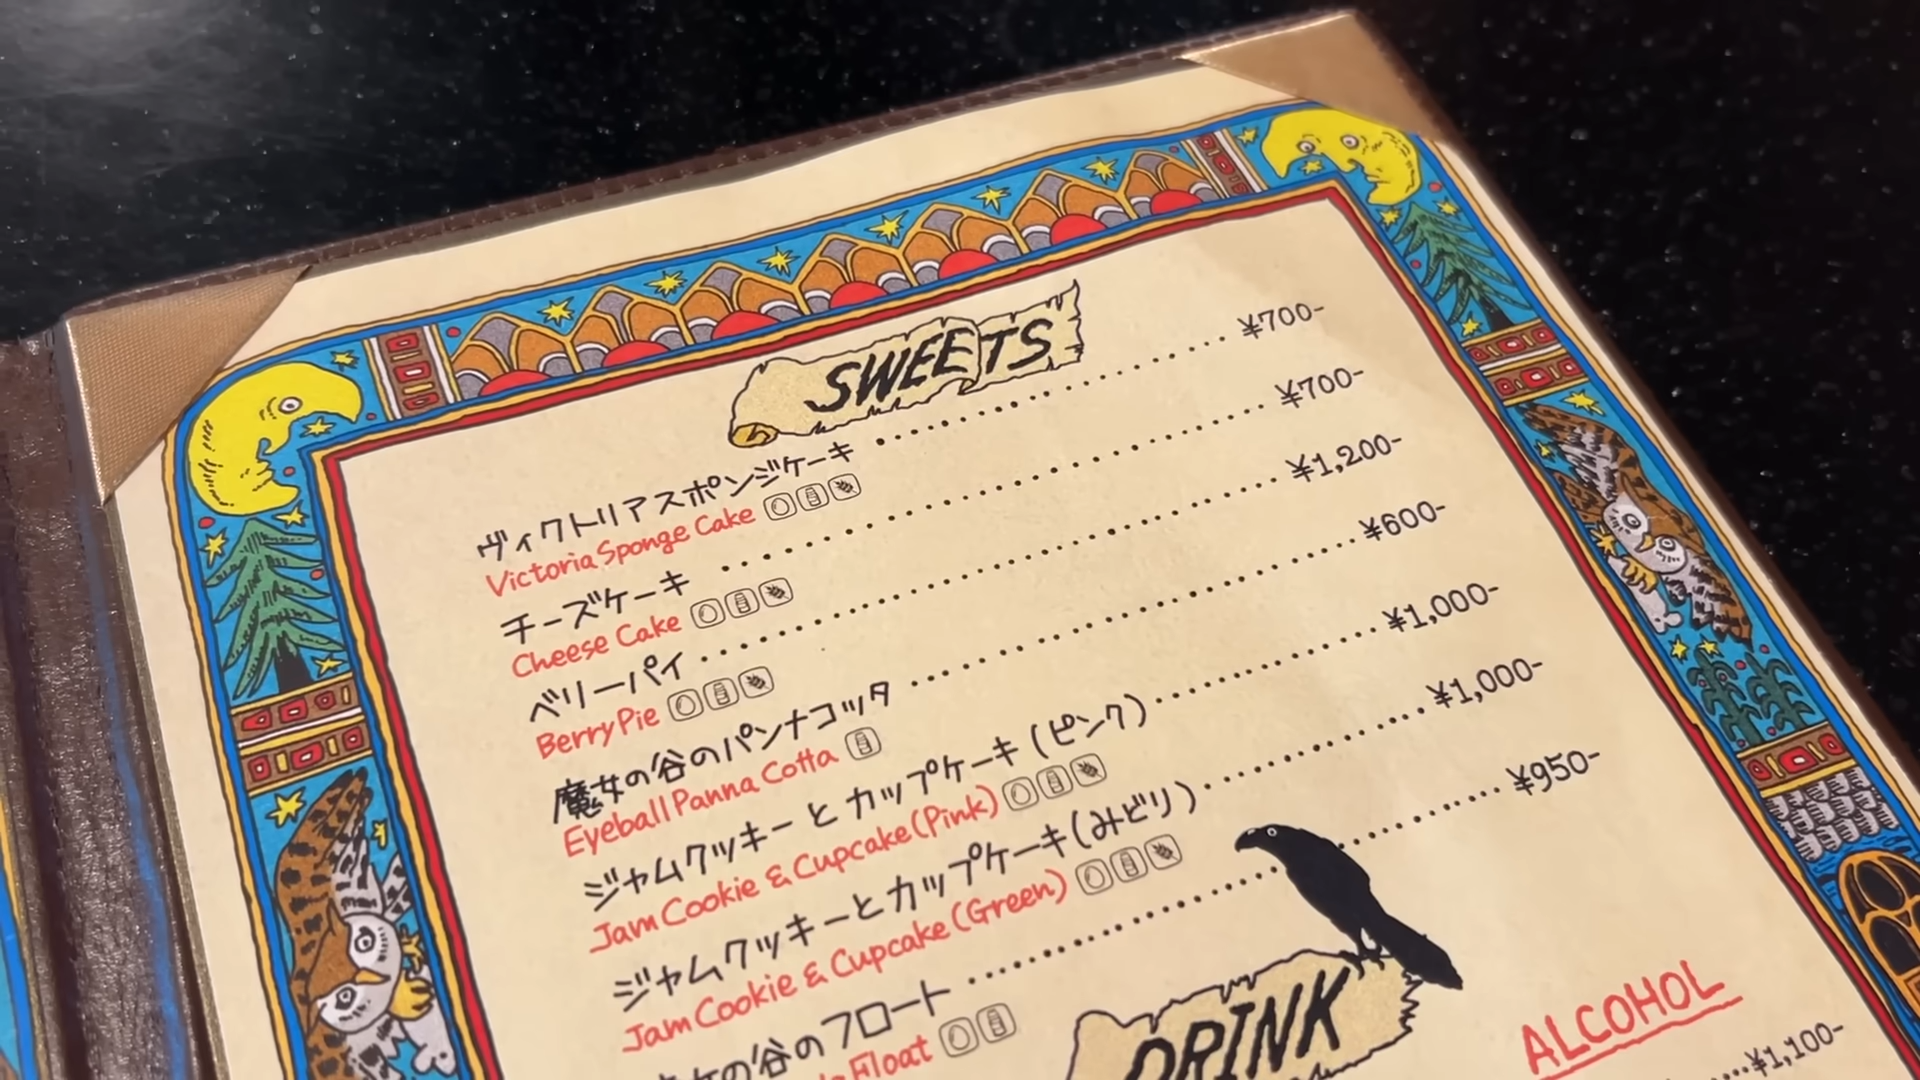 SWEETS
ヴィクトリアスポンジケーキ ¥700-
Victoria Sponge Cake
チーズケーキ ¥700-
Cheese Cake
ベリーパイ ¥1,200-
Berry Pie
魔女の谷のパンナコッタ ¥600-
Eyeball Panna Cotta
ジャムクッキーとカップケーキ(ピンク) ¥1,000-
Jam Cookie & Cupcake (Pink)
ジャムクッキーとカップケーキ(みどり) ¥1,000-
Jam Cookie & Cupcake (Green)
女の谷のフロート ¥950-
Float
DRINK
ALCOHOL
¥1,100-